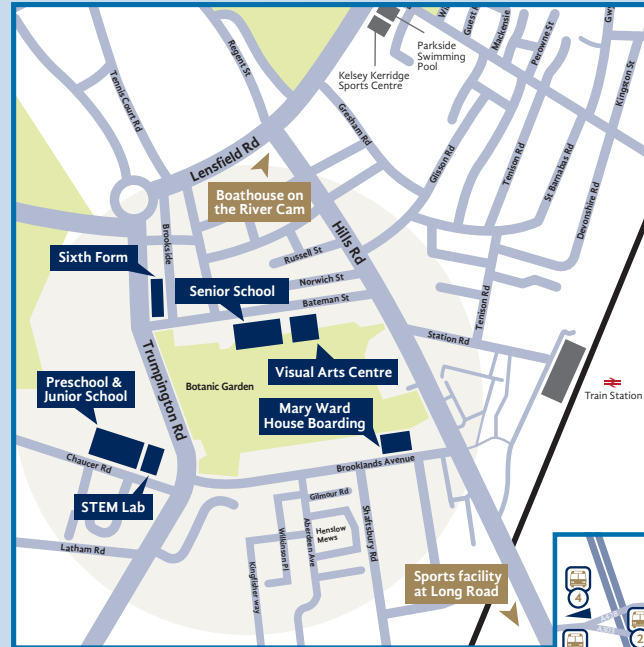 Regent St
Tennis Court Rd
Kelsey Kerridge
Sports Centre
Parkside
Swimming
Pool
Guest
Mackenzie
Perowne St
Kingston St
Gresham Rd
Glisson Rd
Tenison Rd
St Barnabas Rd
Devonshire Rd
Lensfield Rd
Boathouse on
the River Cam
Hills Rd
Brookside
Sixth Form
Russell St
Norwich St
Bateman St
Senior School
Tenison Rd
Station Rd
Visual Arts Centre
Train Station
Trumpington Rd
Botanic Garden
Preschool &
Junior School
Mary Ward
House Boarding
Chaucer Rd
Brooklands Avenue
STEM Lab
Gilmour Rd
Henslow
Mews
Latham Rd
Wilkinson Pl
Aberdeen Ave
Shaftsbury Rd
Kingfisher way
Sports facility
at Long Road
4
2